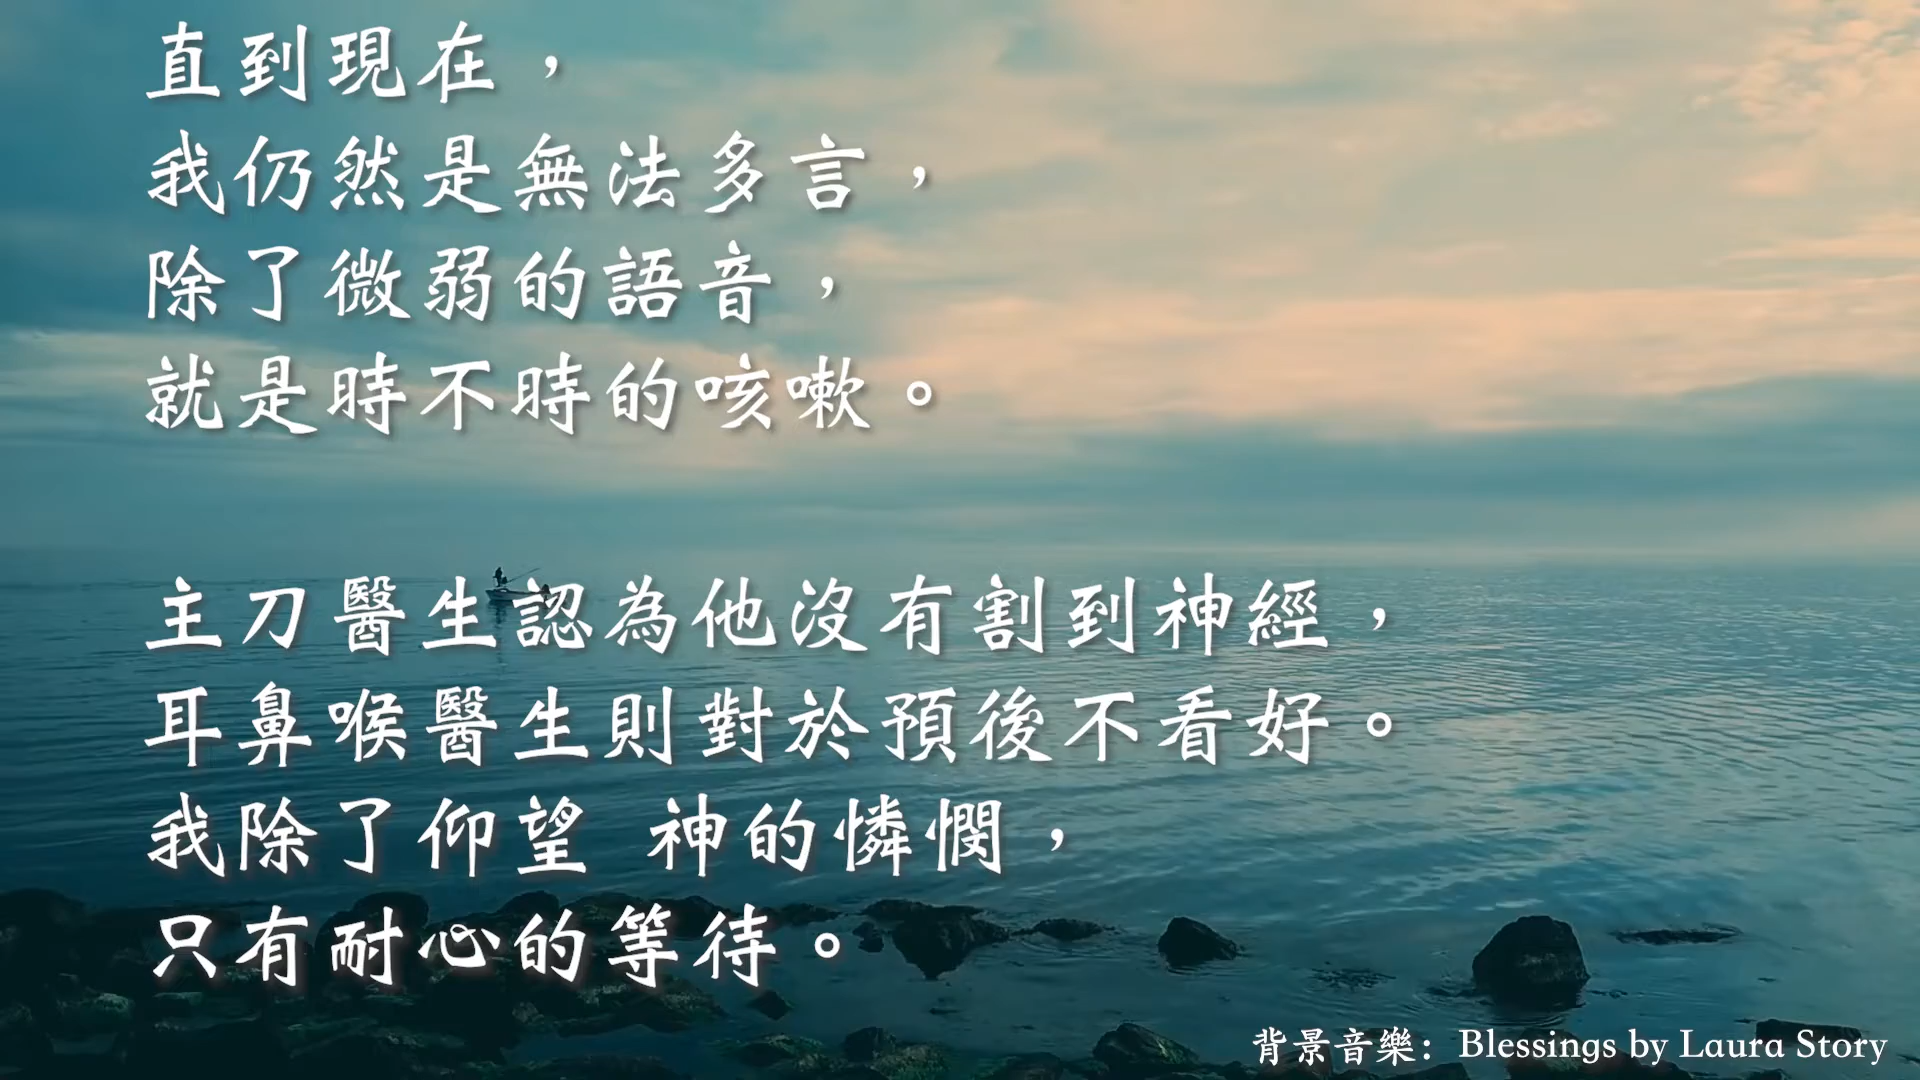 直到現在，
我仍然是無法多言，
除了微弱的語音，
就是時不時的咳嗽。
主刀醫生認為他沒有割到神經，
耳鼻喉醫生則對於預後不看好。
我除了仰望 神的憐憫，
只有耐心的等待。
背景音樂：Blessings by Laura Story